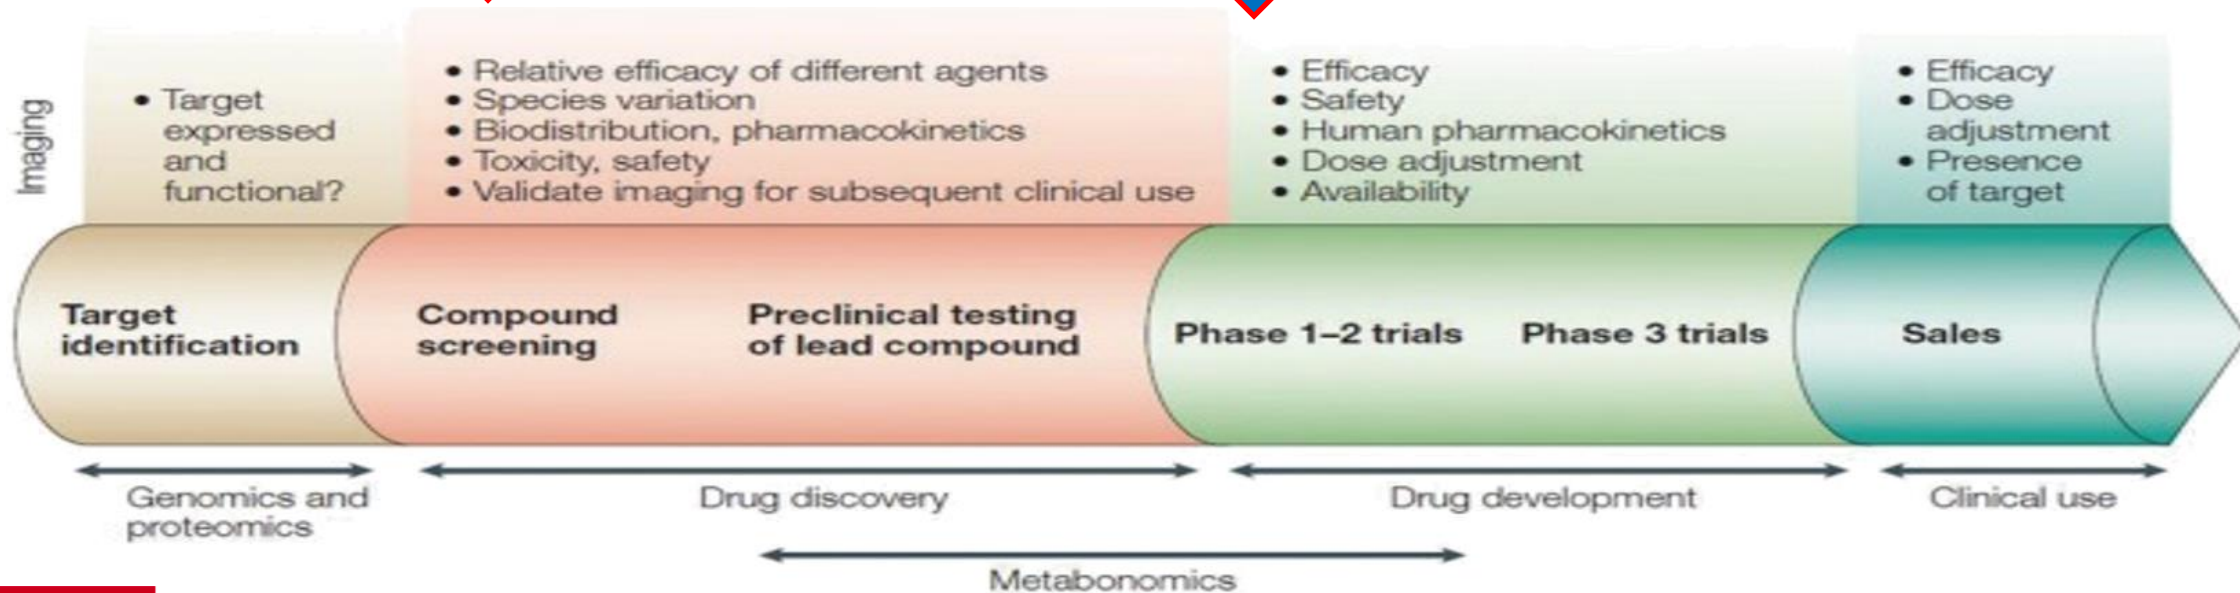 Imaging
• Target
expressed
and
functional?
• Relative efficacy of different agents
• Species variation
• Biodistribution, pharmacokinetics
• Toxicity, safety
• Validate imaging for subsequent clinical use
• Efficacy
• Safety
• Human pharmacokinetics
• Dose adjustment
• Availability
• Efficacy
• Dose
adjustment
• Presence
of target
Target
identification
Compound
screening
Preclinical testing
of lead compound
Phase 1–2 trials
Phase 3 trials
Sales
Genomics and
proteomics
Drug discovery
Drug development
Clinical use
Metabonomics